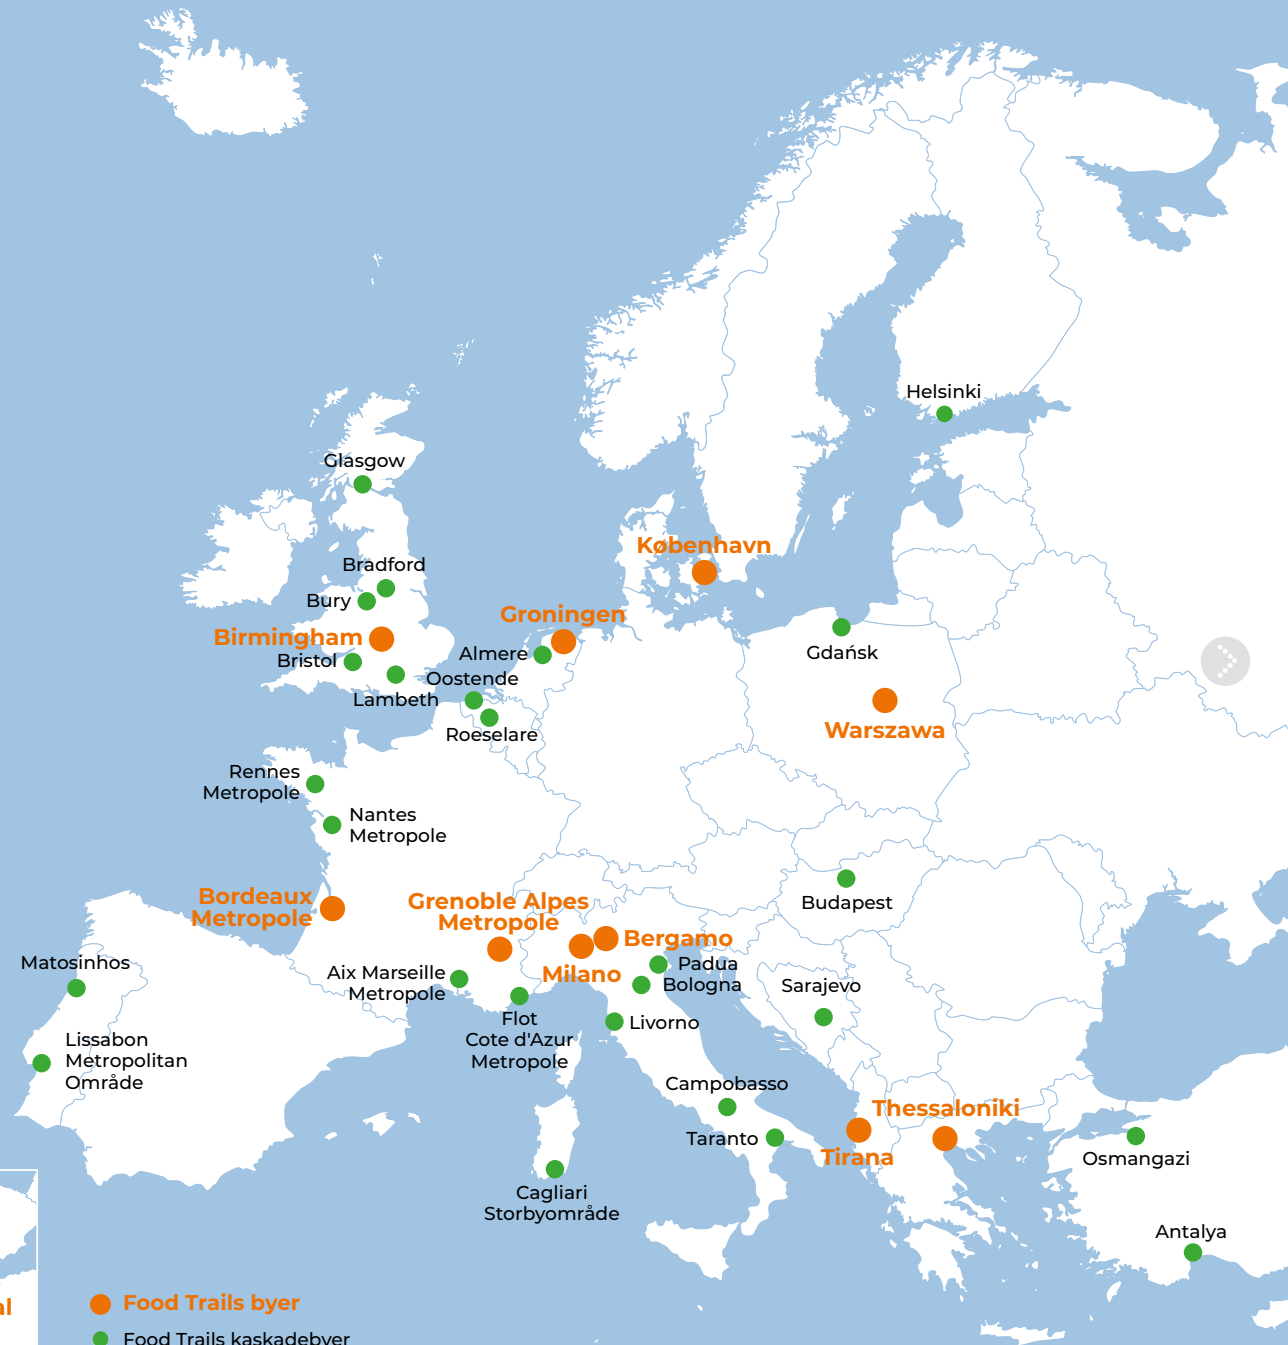 Helsinki
Glasgow
København
Bradford
Bury
Groningen
Birmingham
Almere
Gdańsk
Bristol
Oostende
Lambeth
Warszawa
Roeselare
Rennes
Metropole
Nantes
Metropole
Bordeaux
Metropole
Grenoble Alpes
Metropole
Budapest
Bergamo
Matosinhos
Aix Marseille
Metropole
Milano
Padua
Bologna
Sarajevo
Flot
Cote d'Azur
Metropole
Livorno
Lissabon
Metropolitan
Område
Campobasso
Thessaloniki
Taranto
Tirana
Osmangazi
Cagliari
Storbyområde
Antalya
Food Trails byer
Food Trails kaskadebyer